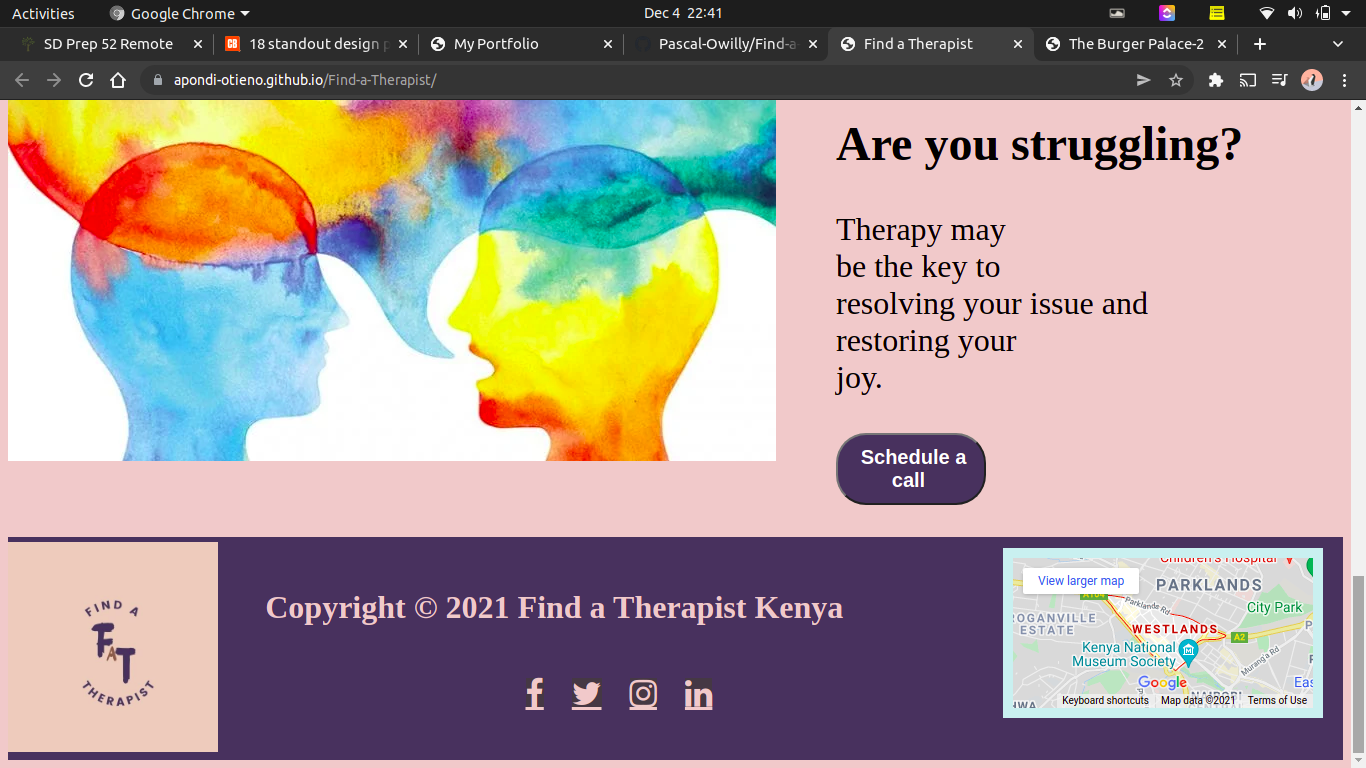 Activities
Google Chrome
Dec 4 22:41
SD Prep 52 Remote
18 standout design p
My Portfolio
Pascal-Owilly/Find-a-
Find a Therapist
The Burger Palace-2
apondi-otieno.github.io/Find-a-Therapist/
Are you struggling?
Therapy may
be the key to
resolving your issue and
restoring your
joy.
Schedule a
call
FIND A
FAT
THERAPIST
Copyright © 2021 Find a Therapist Kenya
Children's Hospital
View larger map
PARKLANDS
A104
Parklands Rd
City Park
ROGANVILLE
ESTATE
WESTLANDS
A2
Kenya National
Museum Society
Murang'a Rd
Google
Eas
NAIROBI
Keyboard shortcuts
Map data ©2021
Terms of Use